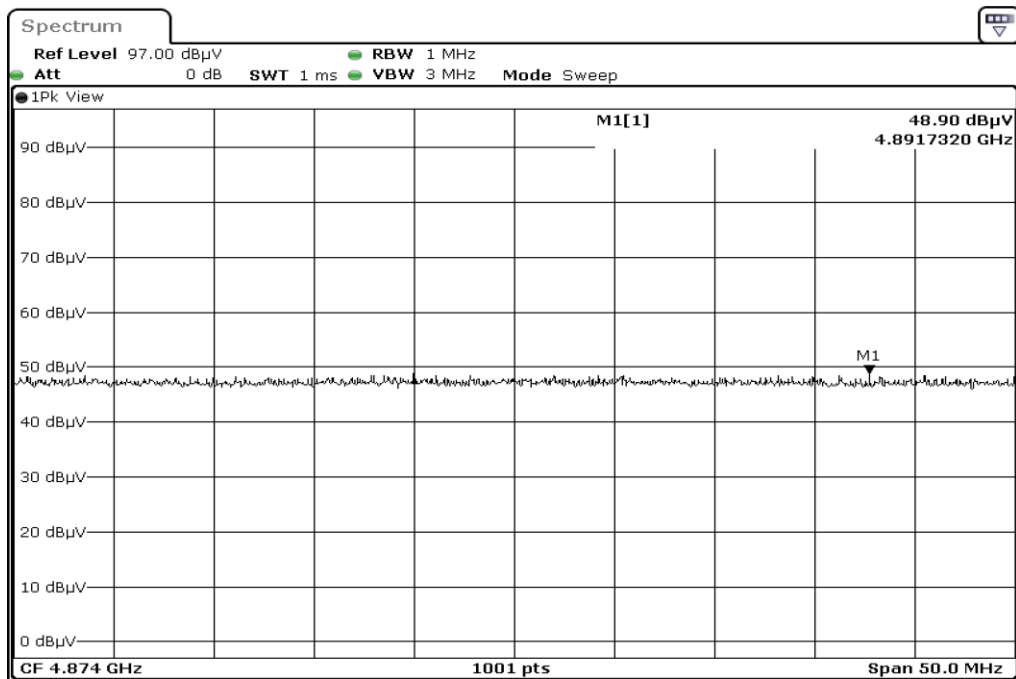 Spectrum
Ref Level 97.00 dBµV RBW 1 MHz
Att 0 dB SWT 1 ms VBW 3 MHz Mode Sweep
1Pk View
M1[1] 48.90 dBµV
4.8917320 GHz
90 dBµV
80 dBµV
70 dBµV
60 dBµV
50 dBµV
M1
40 dBµV
30 dBµV
20 dBµV
10 dBµV
0 dBµV
CF 4.874 GHz 1001 pts Span 50.0 MHz